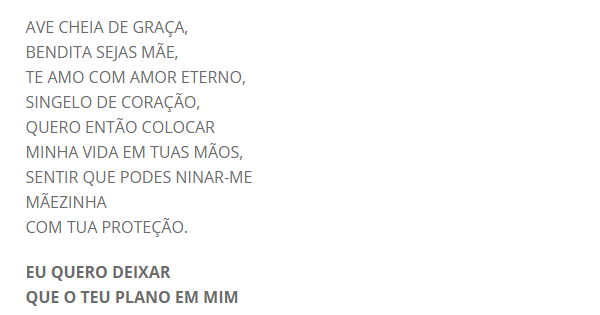 AVE CHEIA DE GRAÇA,
BENDITA SEJAS MÃE,
TE AMO COM AMOR ETERNO,
SINGELO DE CORAÇÃO,
QUERO ENTÃO COLOCAR
MINHA VIDA EM TUAS MÃOS,
SENTIR QUE PODES NINAR-ME
MÃEZINHA
COM TUA PROTEÇÃO.
EU QUERO DEIXAR
QUE O TEU PLANO EM MIM